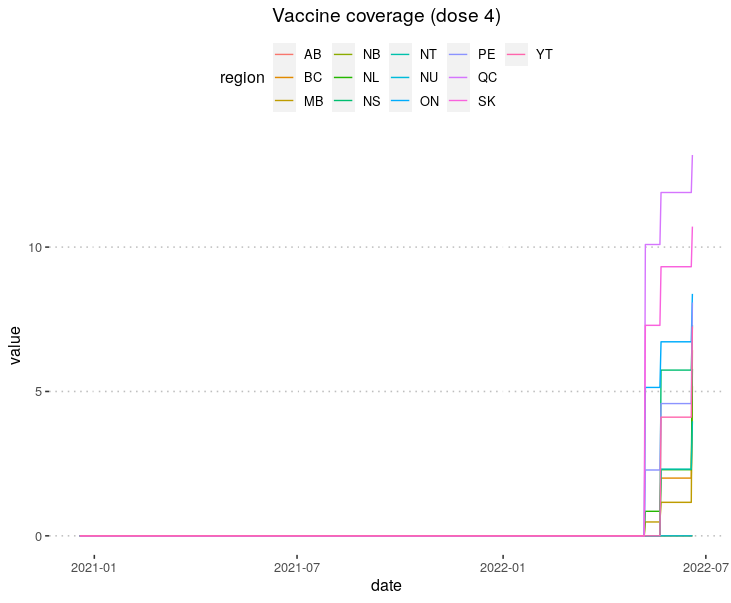 Vaccine coverage (dose 4)
AB NB NT PE YT
region BC NL NU QC
MB NS ON SK
10
5
0
value
2021-01 2021-07 2022-01 2022-07
date